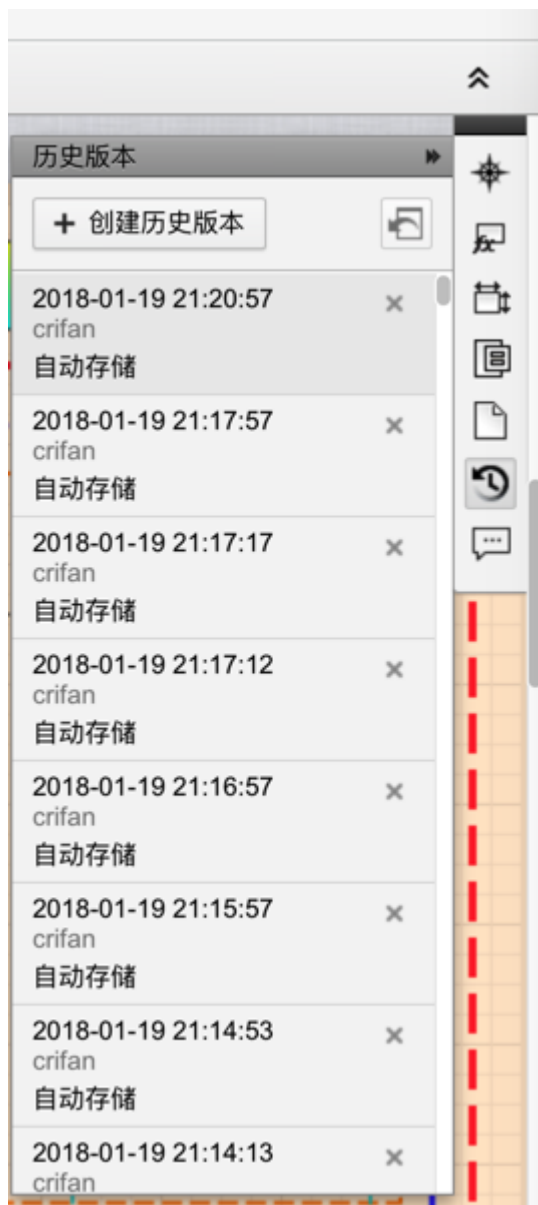 历史版本
+ 创建历史版本
2018-01-19 21:20:57
crifan
自动存储
2018-01-19 21:17:57
crifan
自动存储
2018-01-19 21:17:17
crifan
自动存储
2018-01-19 21:17:12
crifan
自动存储
2018-01-19 21:16:57
crifan
自动存储
2018-01-19 21:15:57
crifan
自动存储
2018-01-19 21:14:53
crifan
自动存储
2018-01-19 21:14:13
crifan
fx